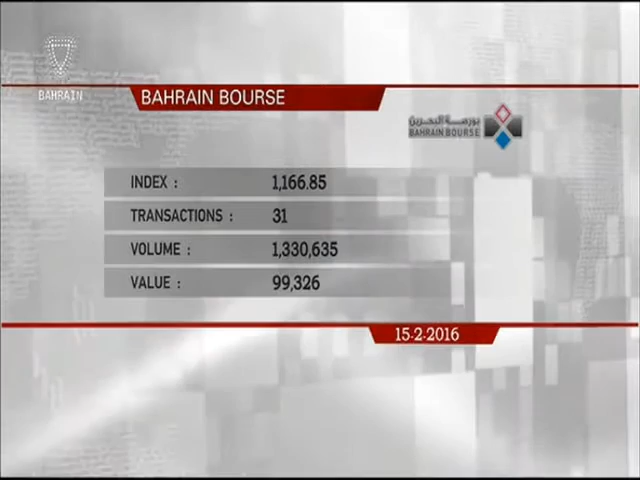 BAHRAIN
BAHRAIN BOURSE
بورصة البحرين
BAHRAIN BOURSE
INDEX : 1,166.85
TRANSACTIONS : 31
VOLUME : 1,330,635
VALUE : 99,326
15-2-2016